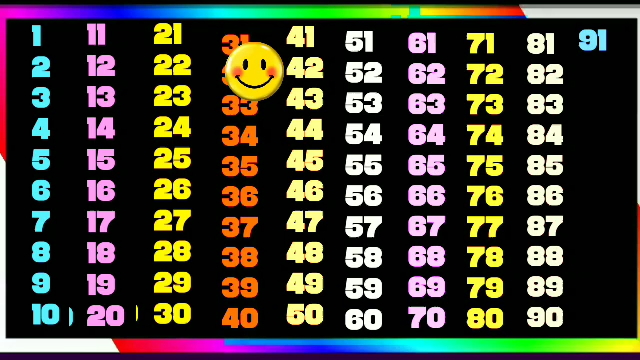 1 11 21 31 41 51 61 71 81 91
2 12 22 42 52 62 72 82
3 13 23 33 43 53 63 73 83
4 14 24 34 44 54 64 74 84
5 15 25 35 45 55 65 75 85
6 16 26 36 46 56 66 76 86
7 17 27 37 47 57 67 77 87
8 18 28 38 48 58 68 78 88
9 19 29 39 49 59 69 79 89
10 20 30 40 50 60 70 80 90